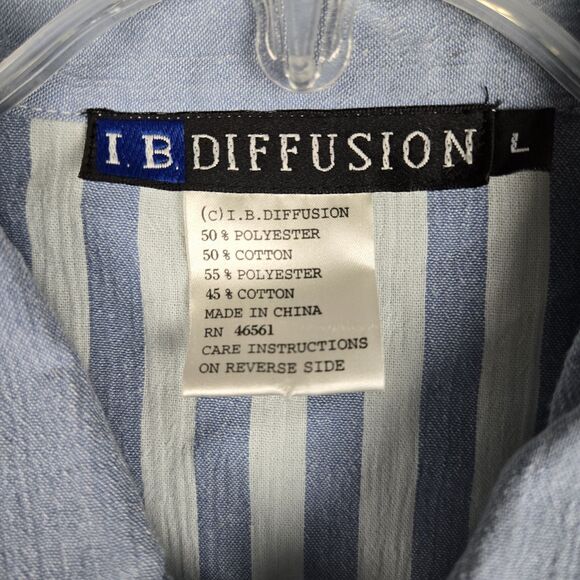 I.B. DIFFUSION L
(C)I.B.DIFFUSION
50% POLYESTER
50% COTTON
55% POLYESTER
45% COTTON
MADE IN CHINA
RN 46561
CARE INSTRUCTIONS
ON REVERSE SIDE